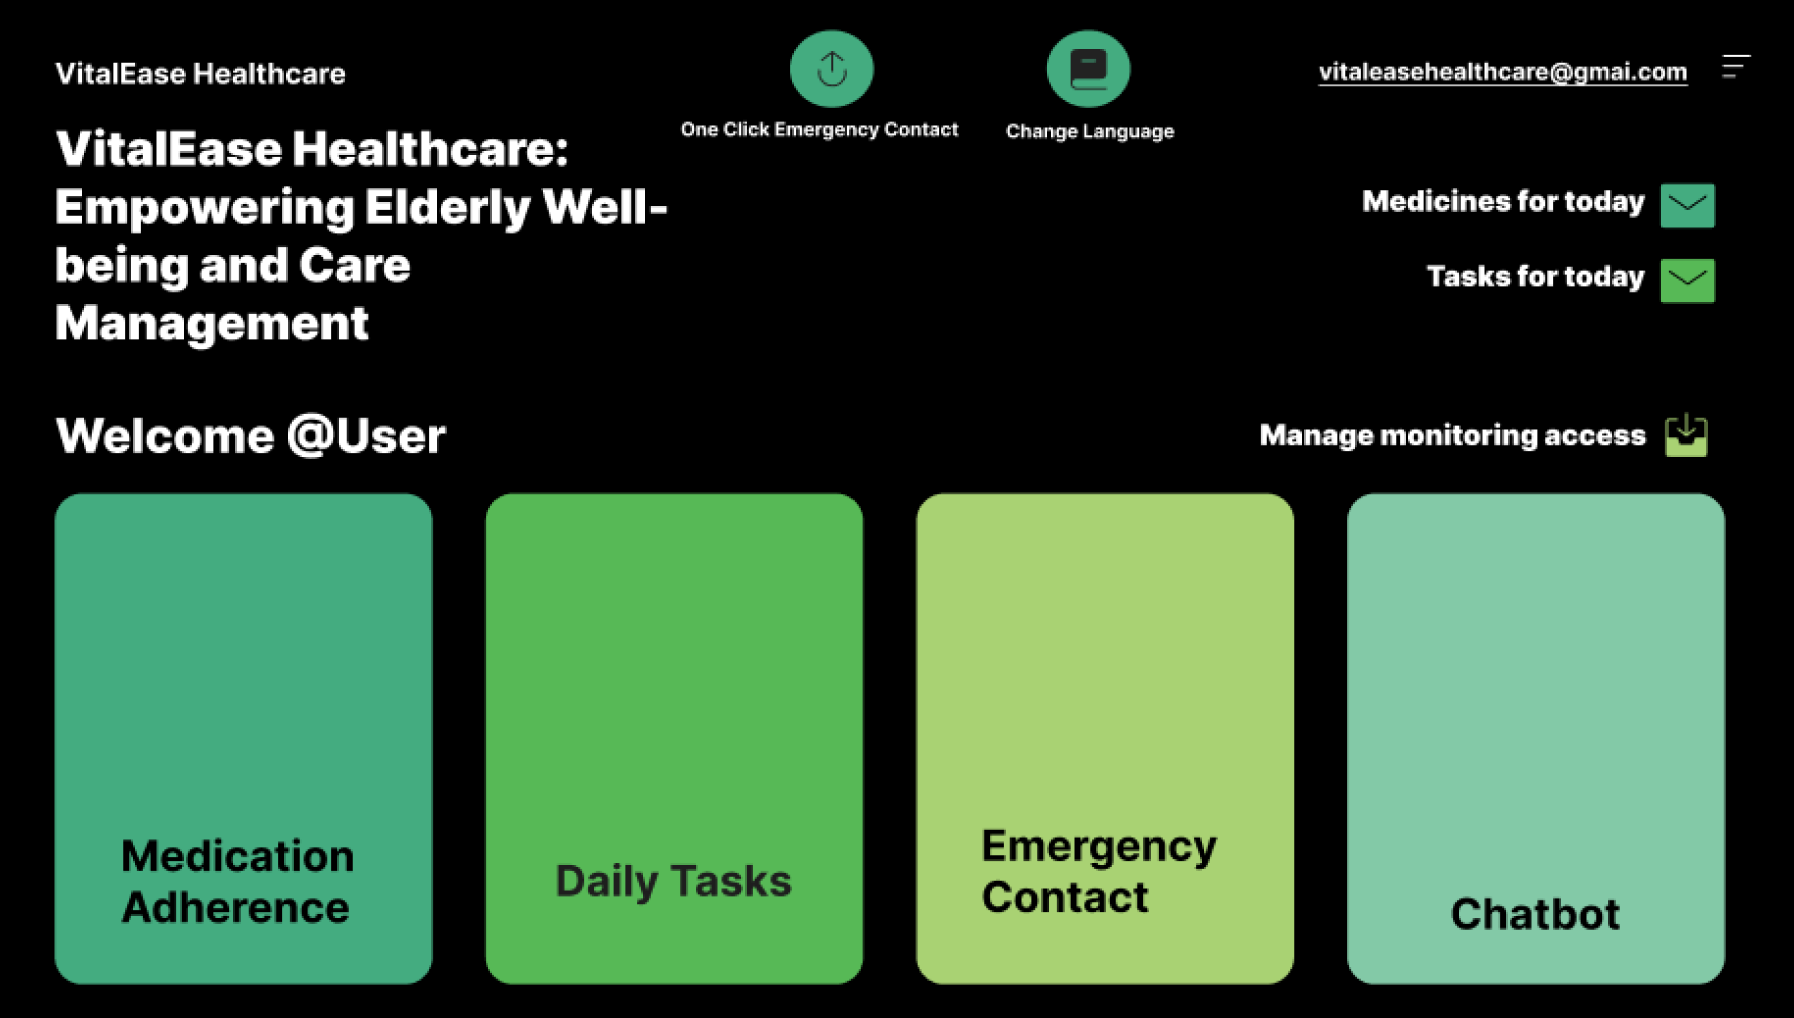 VitalEase Healthcare
One Click Emergency Contact
Change Language
vitaleasehealthcare@gmai.com
VitalEase Healthcare:
Empowering Elderly Well-
being and Care
Management
Medicines for today
Tasks for today
Welcome @User
Manage monitoring access
Medication
Adherence
Daily Tasks
Emergency
Contact
Chatbot